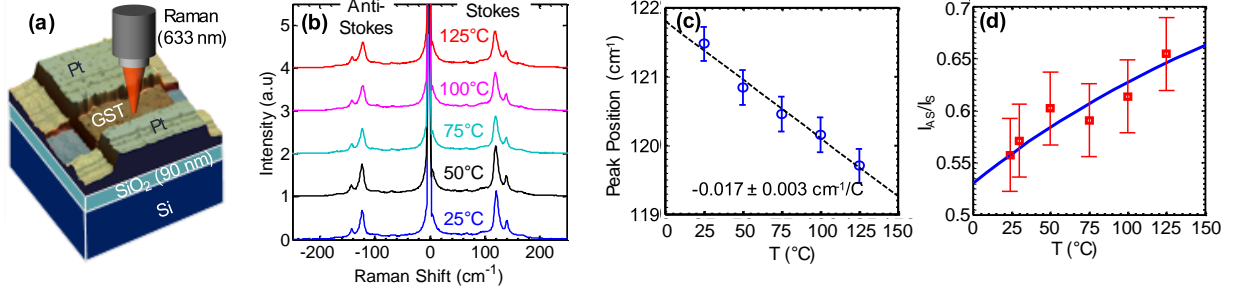 (a)
Raman
(633 nm)
Pt
GST
Pt
SiO2 (90 nm)
Si
(b)
Anti-
Stokes
Stokes
125°C
100°C
75°C
50°C
25°C
5
4
3
2
1
0
Intensity (a.u)
-200 -100 0 100 200
Raman Shift (cm-1)
(c)
122
121
120
119
Peak Position (cm-1)
-0.017 ± 0.003 cm-1/C
0 25 50 75 100 125 150
T (°C)
(d)
0.7
0.65
0.6
0.55
0.5
IAS/IS
0 25 50 75 100 125 150
T (°C)